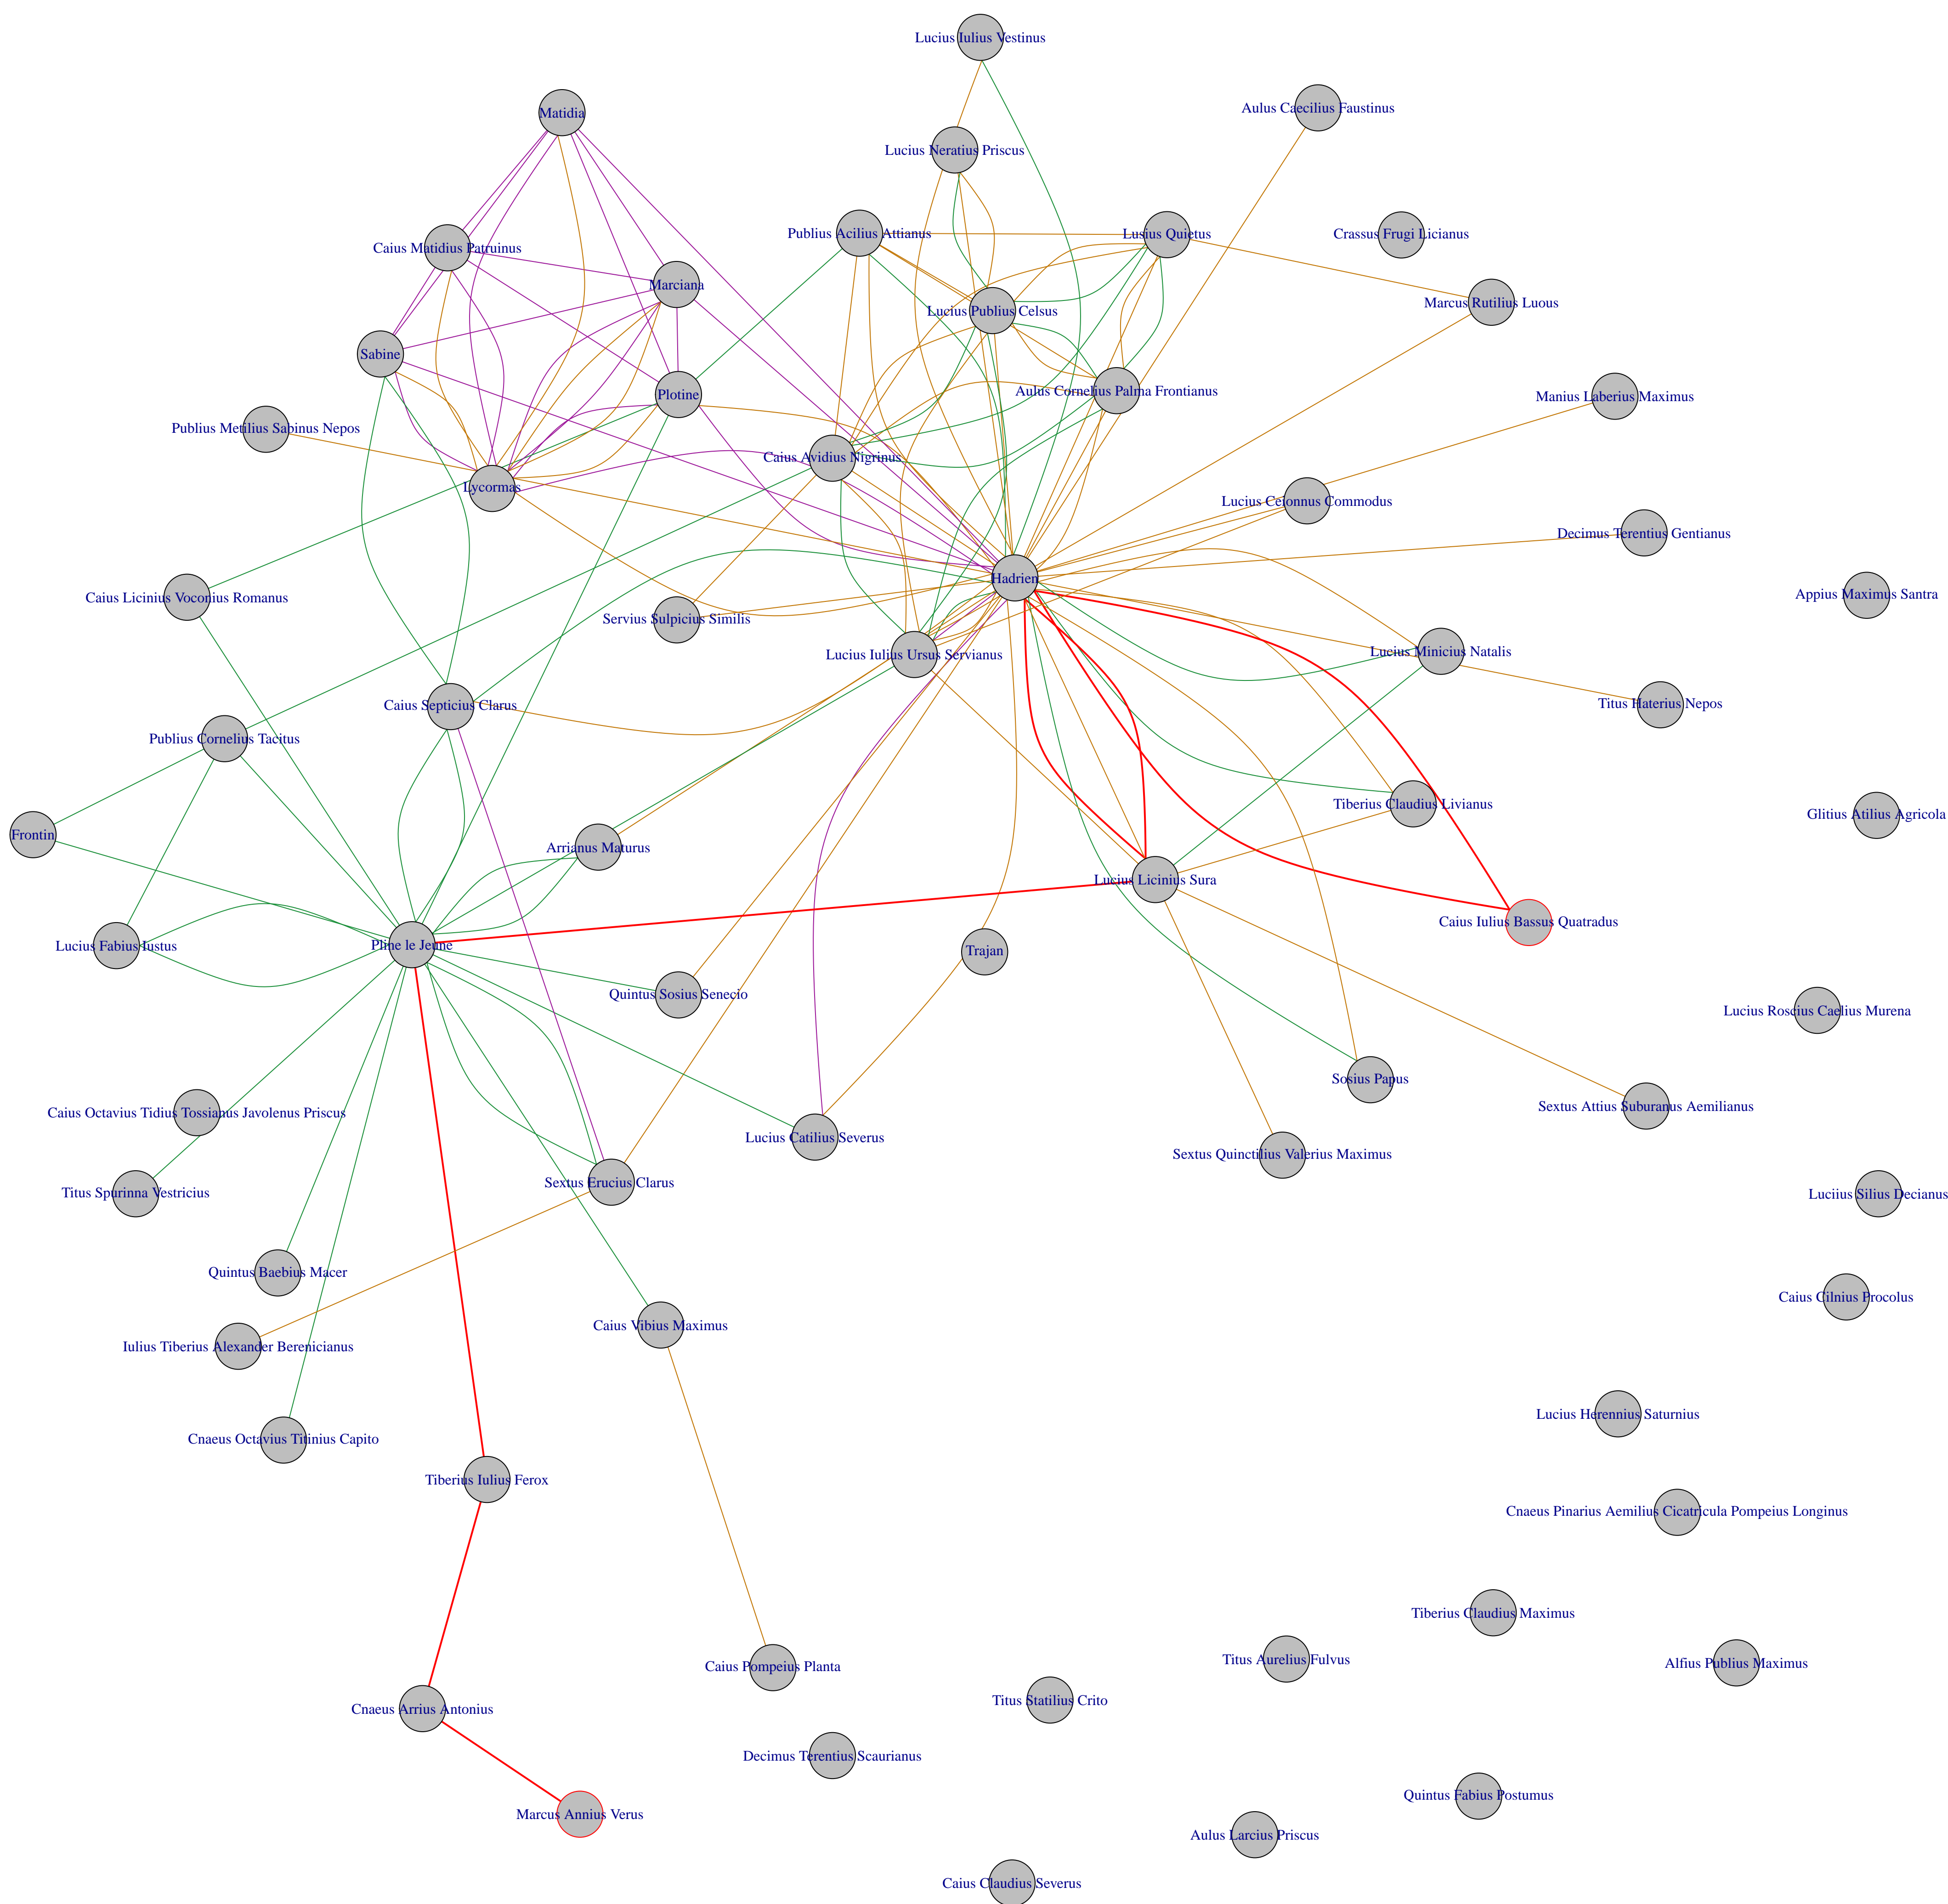 Lucius Iulius Vestinus
Aulus Caecilius Faustinus
Matidia
Lucius Neratius Priscus
Publius Acilius Attianus
Lusius Quietus
Crassus Frugi Licianus
Caius Matidius Patruinus
Marciana
Marcus Rutilius Luous
Lucius Publius Celsus
Sabine
Plotine
Aulus Cornelius Palma Frontianus
Manius Laberius Maximus
Publius Metilius Sabinus Nepos
Caius Avidius Nigrinus
Lycormas
Lucius Ceionnus Commodus
Decimus Terentius Gentianus
Hadrien
Caius Licinius Voconius Romanus
Appius Maximus Santra
Servius Sulpicius Similis
Lucius Iulius Ursus Servianus
Lucius Minicius Natalis
Caius Septicius Clarus
Titus Haterius Nepos
Publius Cornelius Tacitus
Tiberius Claudius Livianus
Glitius Atilius Agricola
Frontin
Arrianus Maturus
Lucius Licinius Sura
Caius Iulius Bassus Quatradus
Lucius Fabius Iustus
Pline le Jeune
Trajan
Quintus Sosius Senecio
Lucius Roscius Caelius Murena
Sosius Papus
Caius Octavius Tidius Tossianus Javolenus Priscus
Sextus Attius Suburanus Aemilianus
Lucius Catilius Severus
Sextus Quinctilius Valerius Maximus
Sextus Erucius Clarus
Titus Spurinna Vestricius
Luciius Silius Decianus
Quintus Baebius Macer
Caius Cilnius Procolus
Caius Vibius Maximus
Iulius Tiberius Alexander Berenicianus
Lucius Herennius Saturnius
Cnaeus Octavius Titinius Capito
Tiberius Iulius Ferox
Cnaeus Pinarius Aemilius Cicatricula Pompeius Longinus
Tiberius Claudius Maximus
Titus Aurelius Fulvus
Alfius Publius Maximus
Caius Pompeius Planta
Titus Statilius Crito
Cnaeus Arrius Antonius
Decimus Terentius Scaurianus
Quintus Fabius Postumus
Marcus Annius Verus
Aulus Larcius Priscus
Caius Claudius Severus